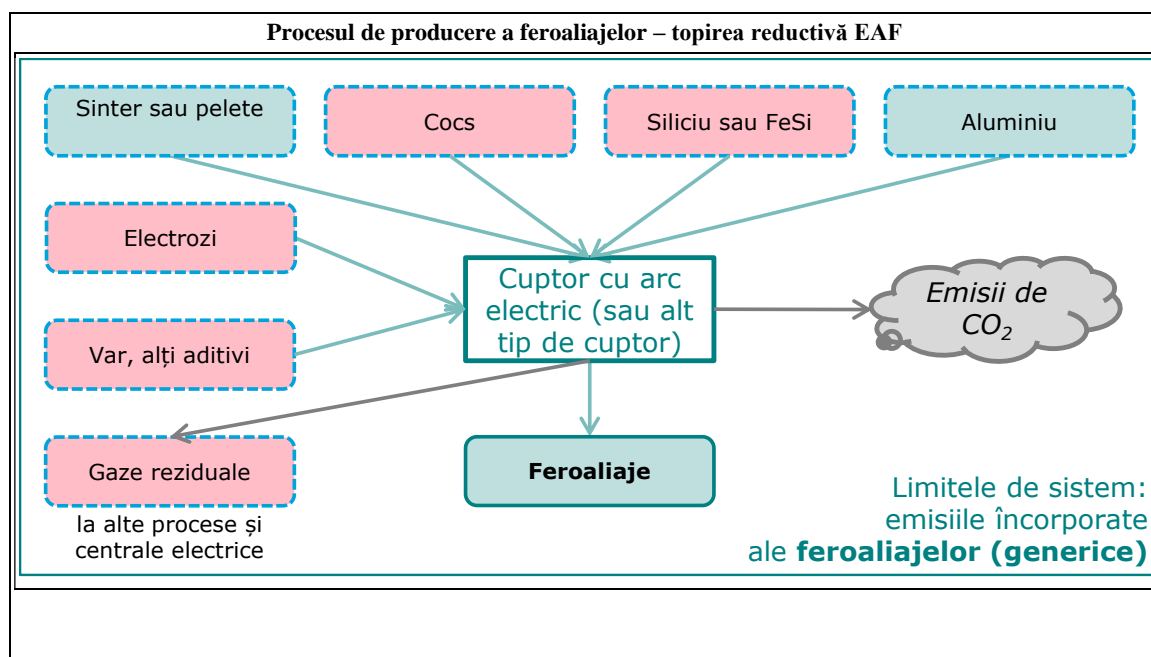 Procesul de producere a feroaliajelor – topirea reductivă EAF
Sinter sau pelete
Cocs
Siliciu sau FeSi
Aluminiu
Electrozi
Cuptor cu arc
electric (sau alt
tip de cuptor)
Emisii de
CO2
Var, alți aditivi
Gaze reziduale
la alte procese și
centrale electrice
Feroaliaje
Limitele de sistem:
emisiile încorporate
ale feroaliajelor (generice)